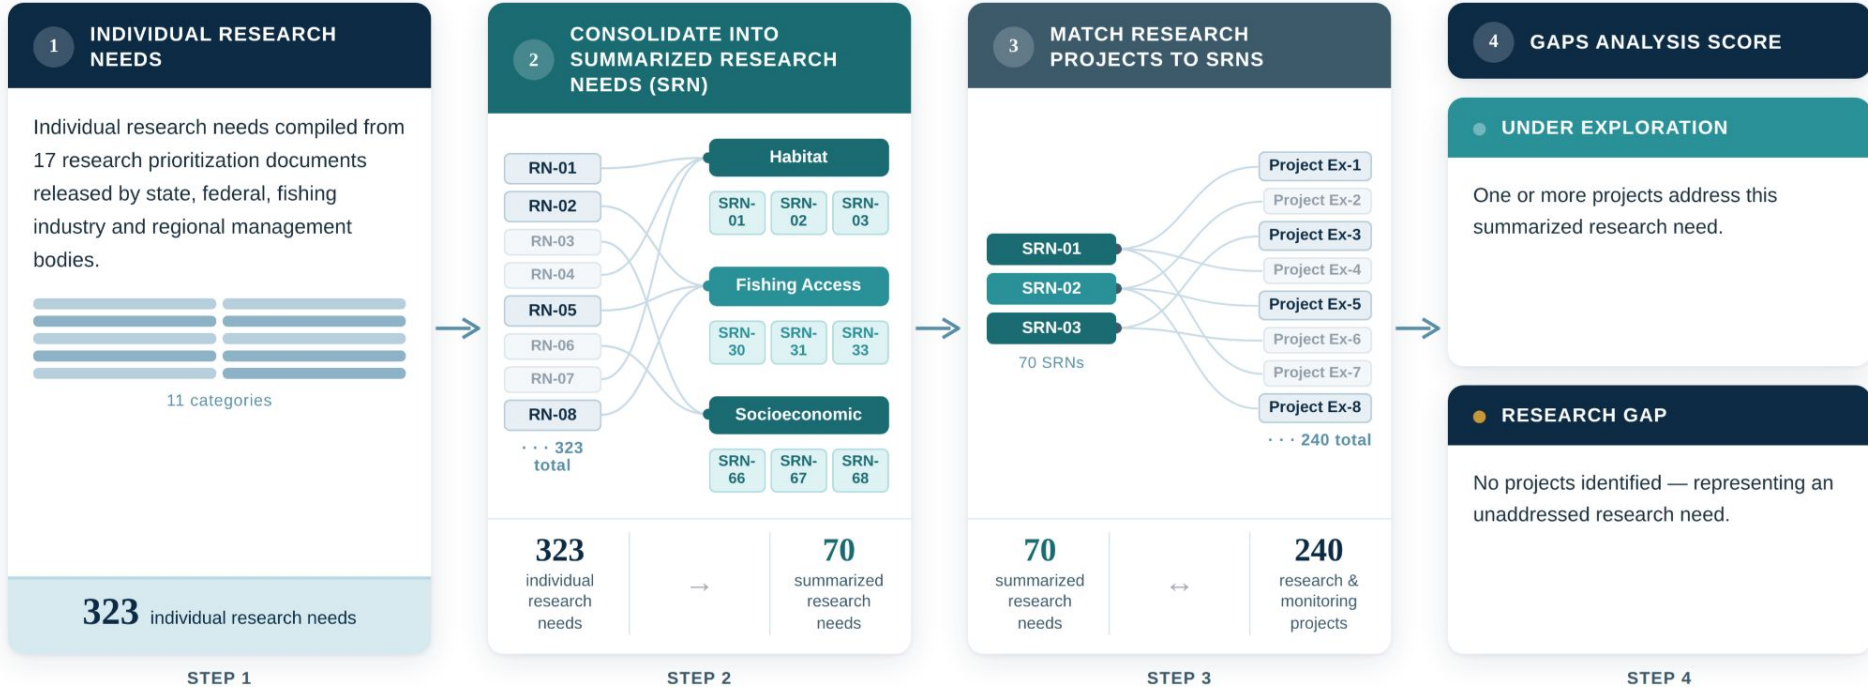 1
INDIVIDUAL RESEARCH
NEEDS
Individual research needs compiled from
17 research prioritization documents
released by state, federal, fishing
industry and regional management
bodies.
11 categories
323 individual research needs
STEP 1
2
CONSOLIDATE INTO
SUMMARIZED RESEARCH
NEEDS (SRN)
RN-01
RN-02
RN-03
RN-04
RN-05
RN-06
RN-07
RN-08
· · · 323
total
Habitat
SRN-
01
SRN-
02
SRN-
03
Fishing Access
SRN-
30
SRN-
31
SRN-
33
Socioeconomic
SRN-
66
SRN-
67
SRN-
68
323
individual
research
needs
→
70
summarized
research
needs
STEP 2
3
MATCH RESEARCH
PROJECTS TO SRNS
SRN-01
SRN-02
SRN-03
70 SRNs
Project Ex-1
Project Ex-2
Project Ex-3
Project Ex-4
Project Ex-5
Project Ex-6
Project Ex-7
Project Ex-8
· · · 240 total
70
summarized
research
needs
↔
240
research &
monitoring
projects
STEP 3
4
GAPS ANALYSIS SCORE
UNDER EXPLORATION
One or more projects address this
summarized research need.
RESEARCH GAP
No projects identified — representing an
unaddressed research need.
STEP 4